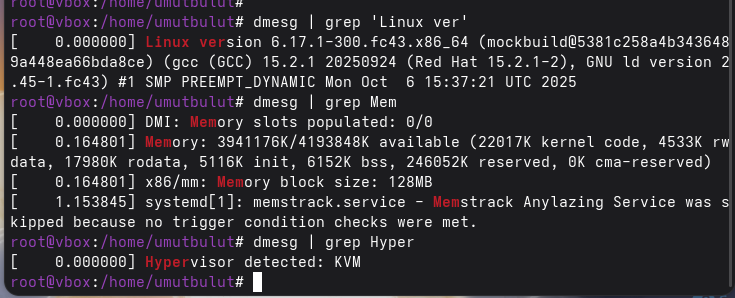 root@vbox:/home/umutbulut#
root@vbox:/home/umutbulut# dmesg | grep 'Linux ver'
[    0.000000] Linux version 6.17.1-300.fc43.x86_64 (mockbuild@5381c258a4b343648
9a448ea66bda8ce) (gcc (GCC) 15.2.1 20250924 (Red Hat 15.2.1-2), GNU ld version 2
.45-1.fc43) #1 SMP PREEMPT_DYNAMIC Mon Oct  6 15:37:21 UTC 2025
root@vbox:/home/umutbulut# dmesg | grep Mem
[    0.000000] DMI: Memory slots populated: 0/0
[    0.164801] Memory: 3941176K/4193848K available (22017K kernel code, 4533K rw
data, 17980K rodata, 5116K init, 6152K bss, 246052K reserved, 0K cma-reserved)
[    0.164801] x86/mm: Memory block size: 128MB
[    1.153845] systemd[1]: memstrack.service - Memstrack Anylazing Service was s
kipped because no trigger condition checks were met.
root@vbox:/home/umutbulut# dmesg | grep Hyper
[    0.000000] Hypervisor detected: KVM
root@vbox:/home/umutbulut#